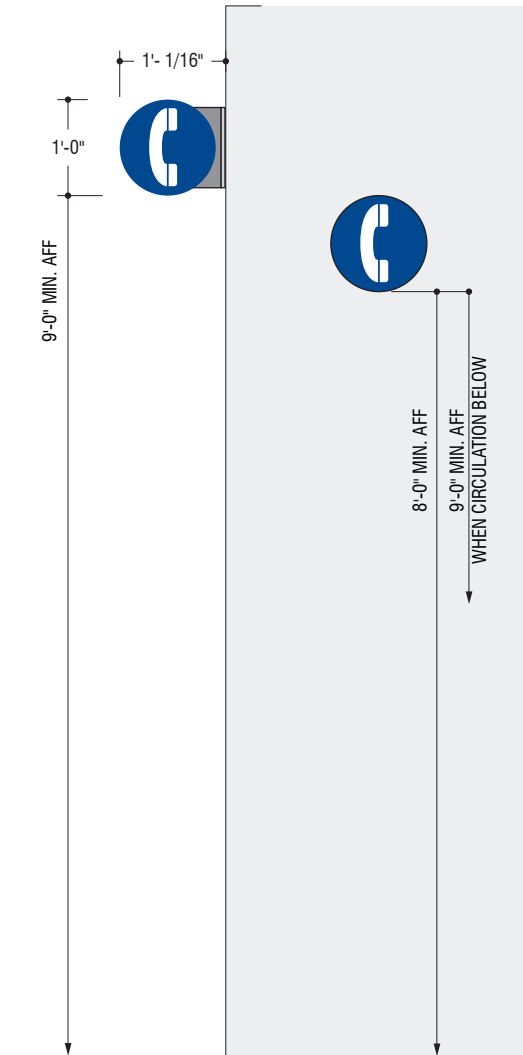 1'- 1/16"
1'-0"
9'-0" MIN. AFF
8'-0" MIN. AFF
9'-0" MIN. AFF
WHEN CIRCULATION BELOW